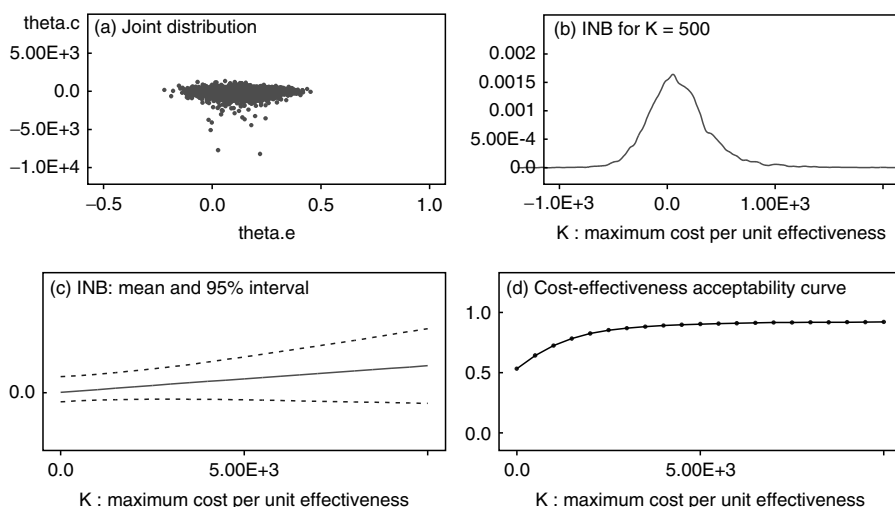 theta.c
(a) Joint distribution
5.00E+3
0.0
−5.0E+3
−1.0E+4
−0.5
0.0
0.5
1.0
theta.e
(b) INB for K = 500
0.002
0.0015
0.001
5.00E-4
0.0
−1.0E+3
0.0
1.00E+3
K : maximum cost per unit effectiveness
(c) INB: mean and 95% interval
0.0
0.0
5.00E+3
K : maximum cost per unit effectiveness
(d) Cost-effectiveness acceptability curve
1.0
0.5
0.0
0.0
5.00E+3
K : maximum cost per unit effectiveness